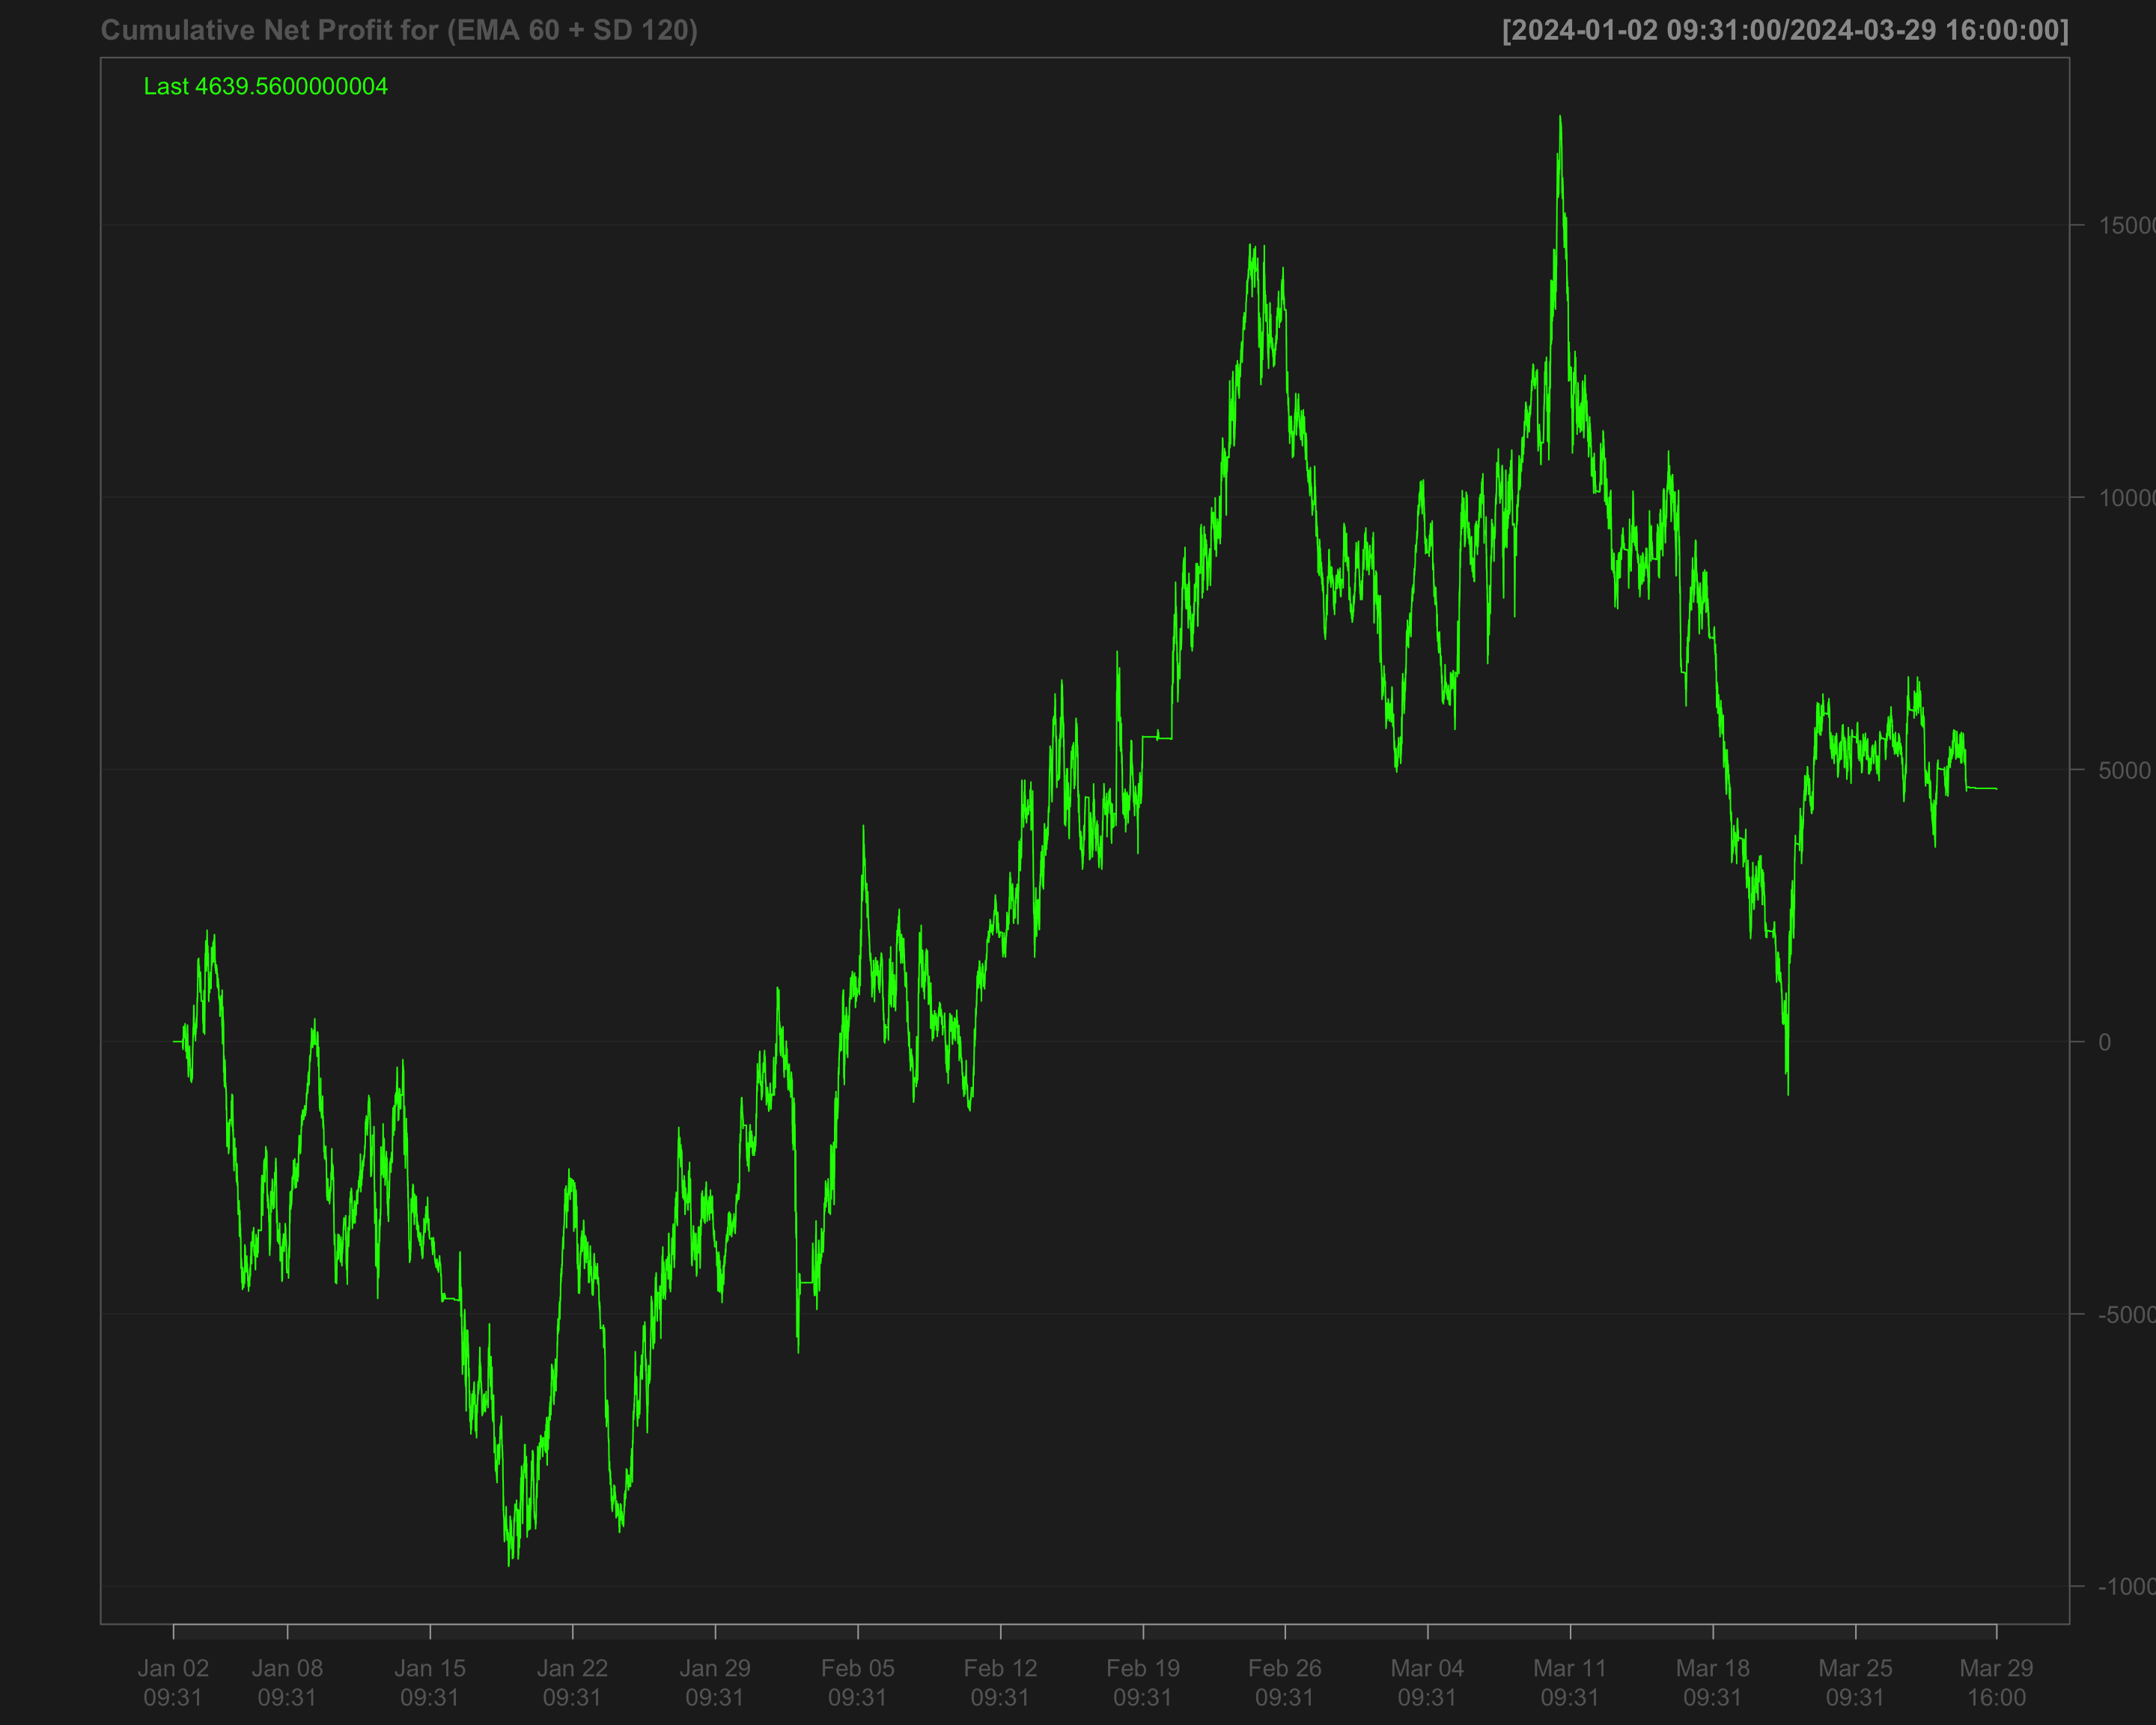 Cumulative Net Profit for (EMA 60 + SD 120)
[2024-01-02 09:31:00/2024-03-29 16:00:00]
Last 4639.5600000004
15000
10000
5000
0
-5000
-1000
Jan 02 Jan 08 Jan 15 Jan 22 Jan 29 Feb 05 Feb 12 Feb 19 Feb 26 Mar 04 Mar 11 Mar 18 Mar 25 Mar 29
09:31 09:31 09:31 09:31 09:31 09:31 09:31 09:31 09:31 09:31 09:31 09:31 09:31 16:00